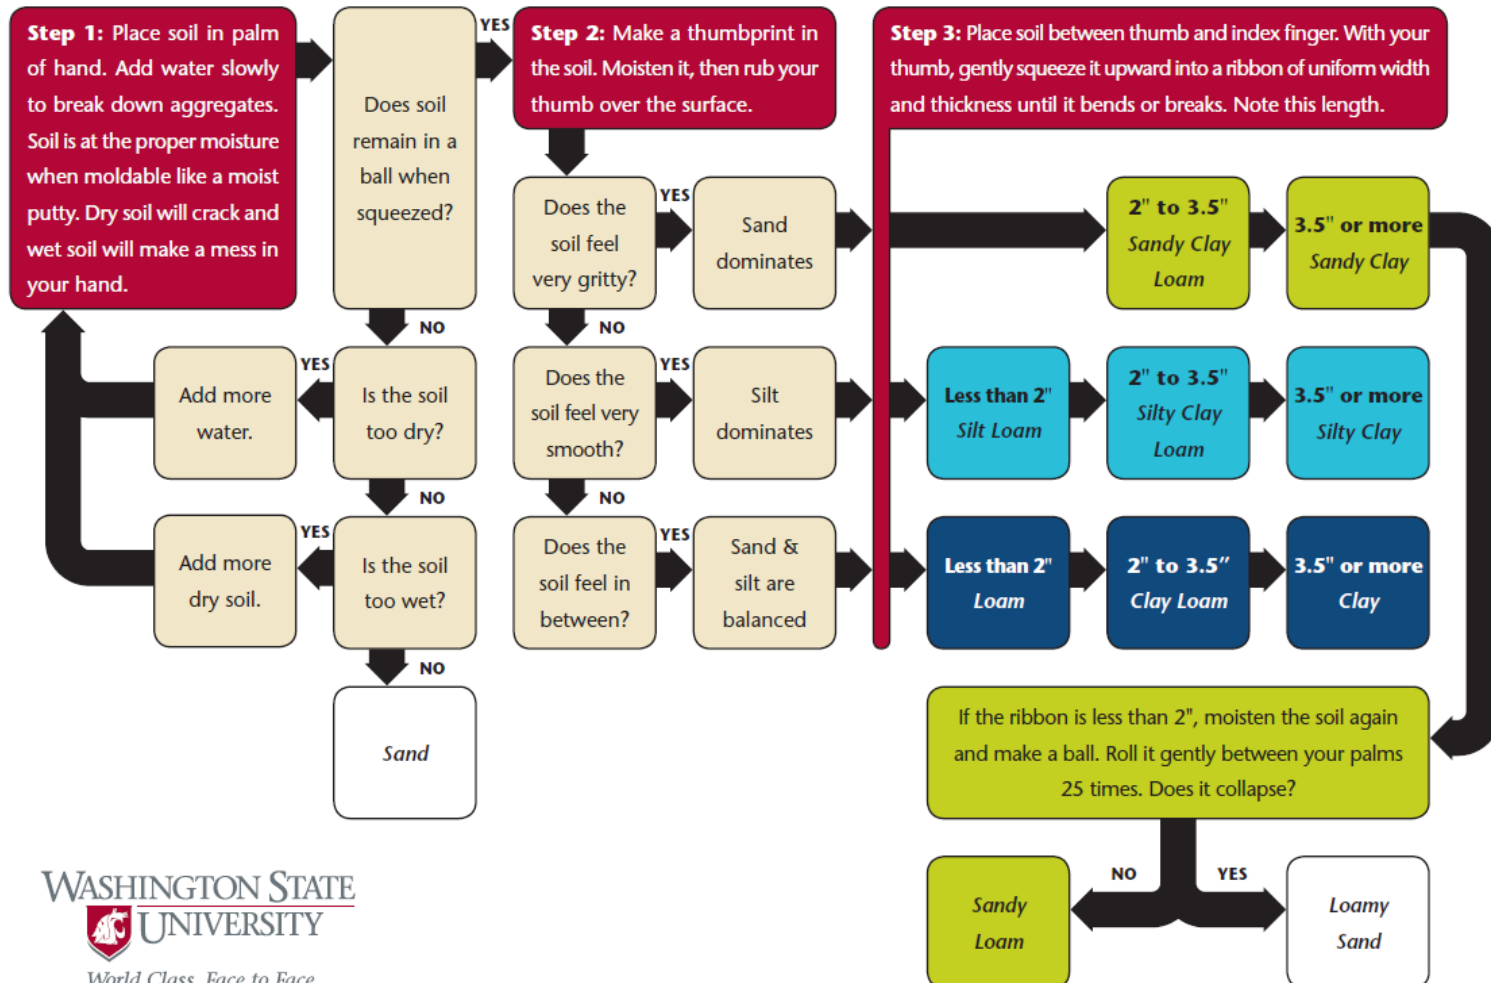 Step 1: Place soil in palm
of hand. Add water slowly
to break down aggregates.
Soil is at the proper moisture
when moldable like a moist
putty. Dry soil will crack and
wet soil will make a mess in
your hand.
Does soil
remain in a
ball when
squeezed?
YES
Step 2: Make a thumbprint in
the soil. Moisten it, then rub your
thumb over the surface.
Step 3: Place soil between thumb and index finger. With your
thumb, gently squeeze it upward into a ribbon of uniform width
and thickness until it bends or breaks. Note this length.
Does the
soil feel
very gritty?
YES
Sand
dominates
2" to 3.5"
Sandy Clay
Loam
3.5" or more
Sandy Clay
NO
NO
Add more
water.
YES
Is the soil
too dry?
Does the
soil feel very
smooth?
YES
Silt
dominates
Less than 2"
Silt Loam
2" to 3.5"
Silty Clay
Loam
3.5" or more
Silty Clay
NO
NO
Add more
dry soil.
YES
Is the soil
too wet?
Does the
soil feel in
between?
YES
Sand &
silt are
balanced
Less than 2"
Loam
2" to 3.5"
Clay Loam
3.5" or more
Clay
NO
Sand
If the ribbon is less than 2", moisten the soil again
and make a ball. Roll it gently between your palms
25 times. Does it collapse?
NO
YES
Sandy
Loam
Loamy
Sand
WASHINGTON STATE
UNIVERSITY
World Class. Face to Face.